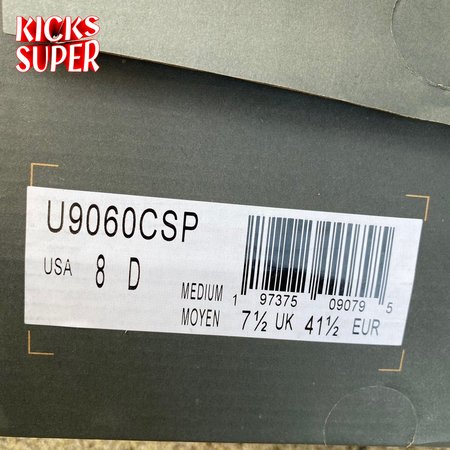 KICKS
SUPER
U9060CSP
USA 8 D
MEDIUM 1 97375 09079 5
MOYEN 7½ UK 41½ EUR